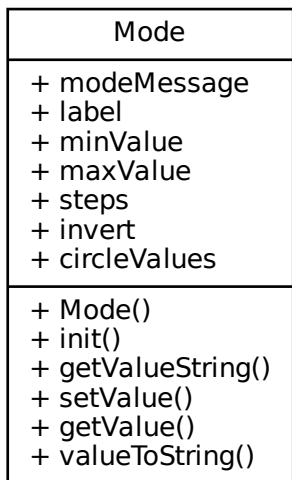 Mode
+ modeMessage
+ label
+ minValue
+ maxValue
+ steps
+ invert
+ circleValues
+ Mode()
+ init()
+ getValueString()
+ setValue()
+ getValue()
+ valueToString()